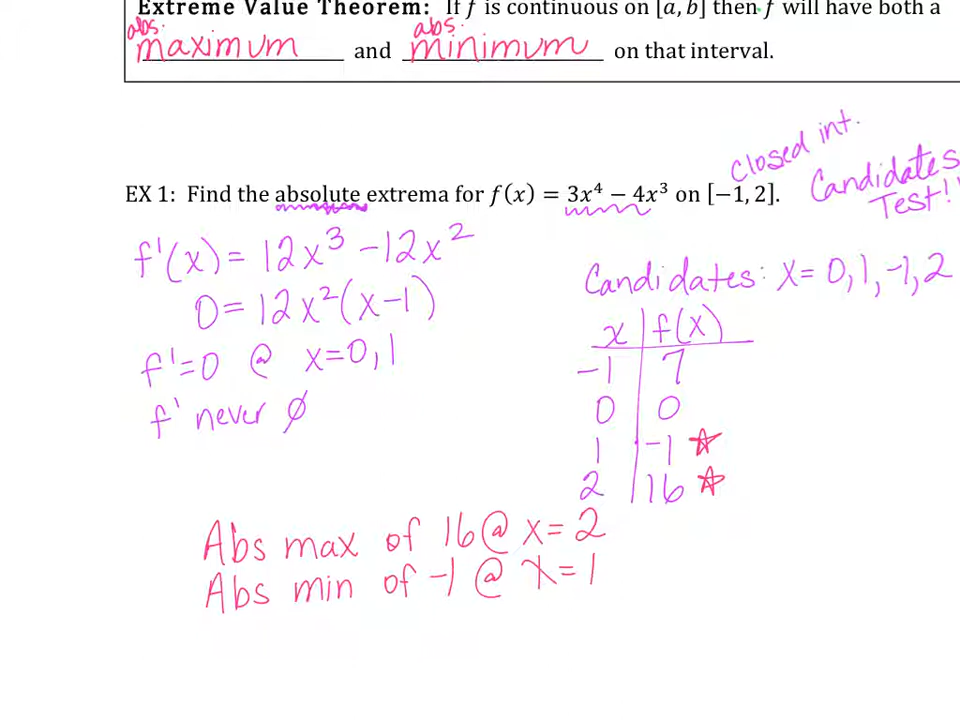 Extreme Value Theorem: If f is continuous on [a, b] then f will have both a
abs. maximum and abs. minimum on that interval.
Closed int.
Candidates Test!!
EX 1: Find the absolute extrema for f(x) = 3x⁴ − 4x³ on [−1, 2].
f'(x) = 12x³ − 12x²
0 = 12x²(x−1)
f'=0 @ x=0,1
f' never ∅
Candidates: x= 0,1,-1,2
x | f(x)
-1 | 7
0 | 0
1 | -1 ☆
2 | 16 ☆
Abs max of 16 @ x=2
Abs min of -1 @ x=1